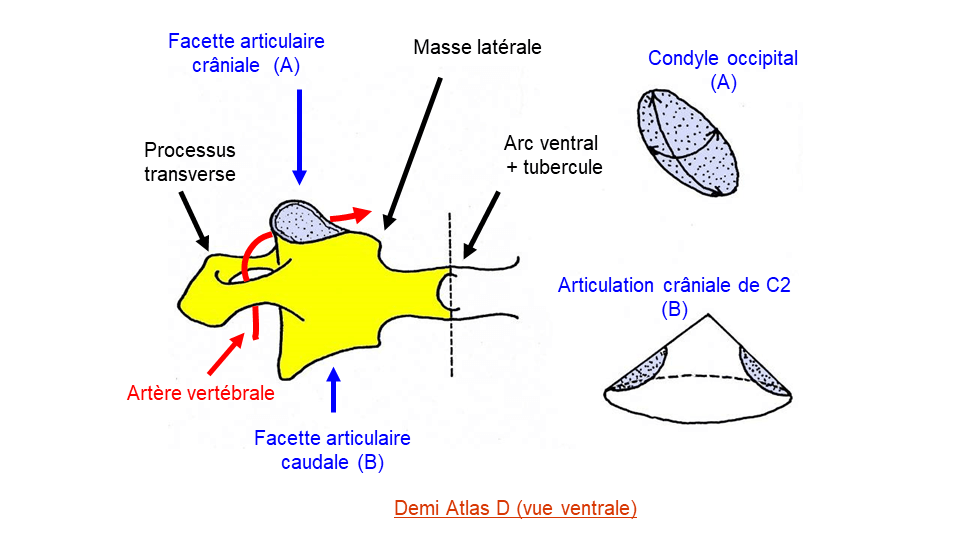 Facette articulaire
crâniale (A)
Masse latérale
Condyle occipital
(A)
Processus
transverse
Arc ventral
+ tubercule
Articulation crâniale de C2
(B)
Artère vertébrale
Facette articulaire
caudale (B)
Demi Atlas D (vue ventrale)